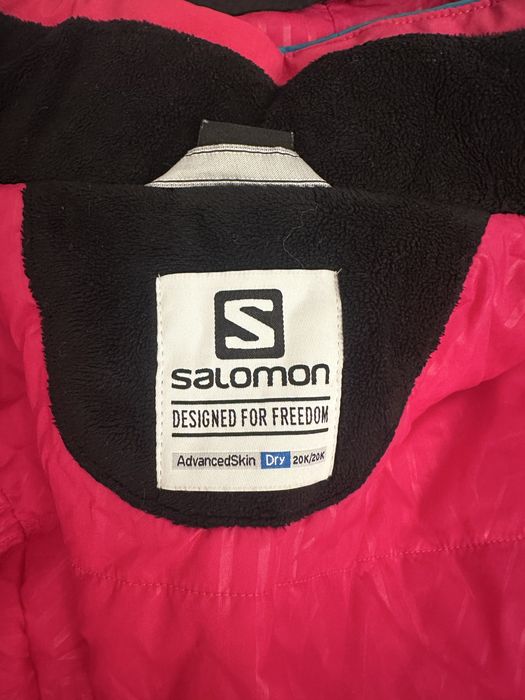 S
salomon
DESIGNED FOR FREEDOM
AdvancedSkin Dry 20K/20K